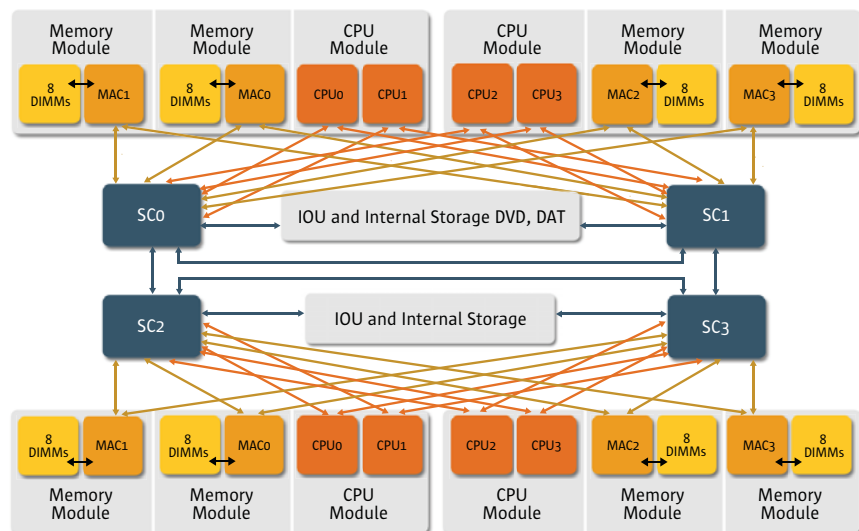 Memory
Module
Memory
Module
CPU
Module
CPU
Module
Memory
Module
Memory
Module
8
DIMMs
MAC1
8
DIMMs
MAC0
CPU0
CPU1
CPU2
CPU3
MAC2
8
DIMMs
MAC3
8
DIMMs
SC0
IOU and Internal Storage DVD, DAT
SC1
SC2
IOU and Internal Storage
SC3
8
DIMMs
MAC1
8
DIMMs
MAC0
CPU0
CPU1
CPU2
CPU3
MAC2
8
DIMMs
MAC3
8
DIMMs
Memory
Module
Memory
Module
CPU
Module
CPU
Module
Memory
Module
Memory
Module